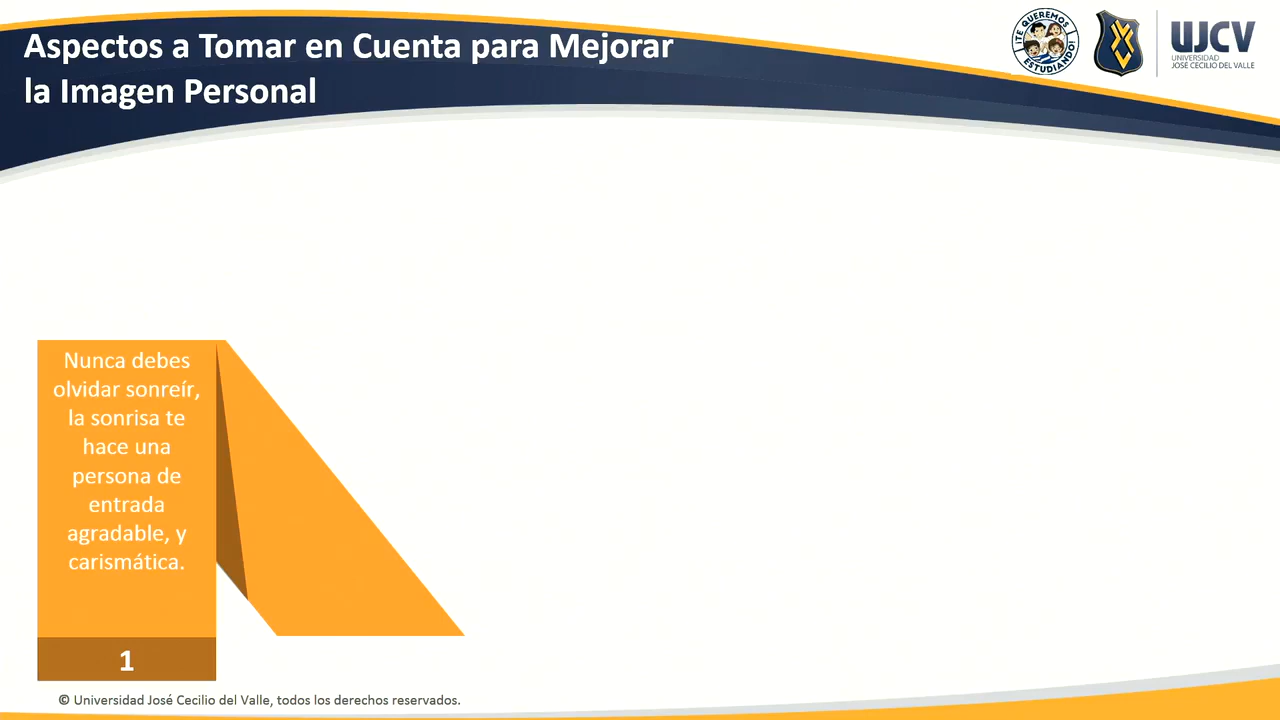 Aspectos a Tomar en Cuenta para Mejorar
la Imagen Personal
¡TE QUEREMOS
ESTUDIANDO!
UJCV
UNIVERSIDAD
JOSÉ CECILIO DEL VALLE
Nunca debes
olvidar sonreír,
la sonrisa te
hace una
persona de
entrada
agradable, y
carismática.
1
© Universidad José Cecilio del Valle, todos los derechos reservados.